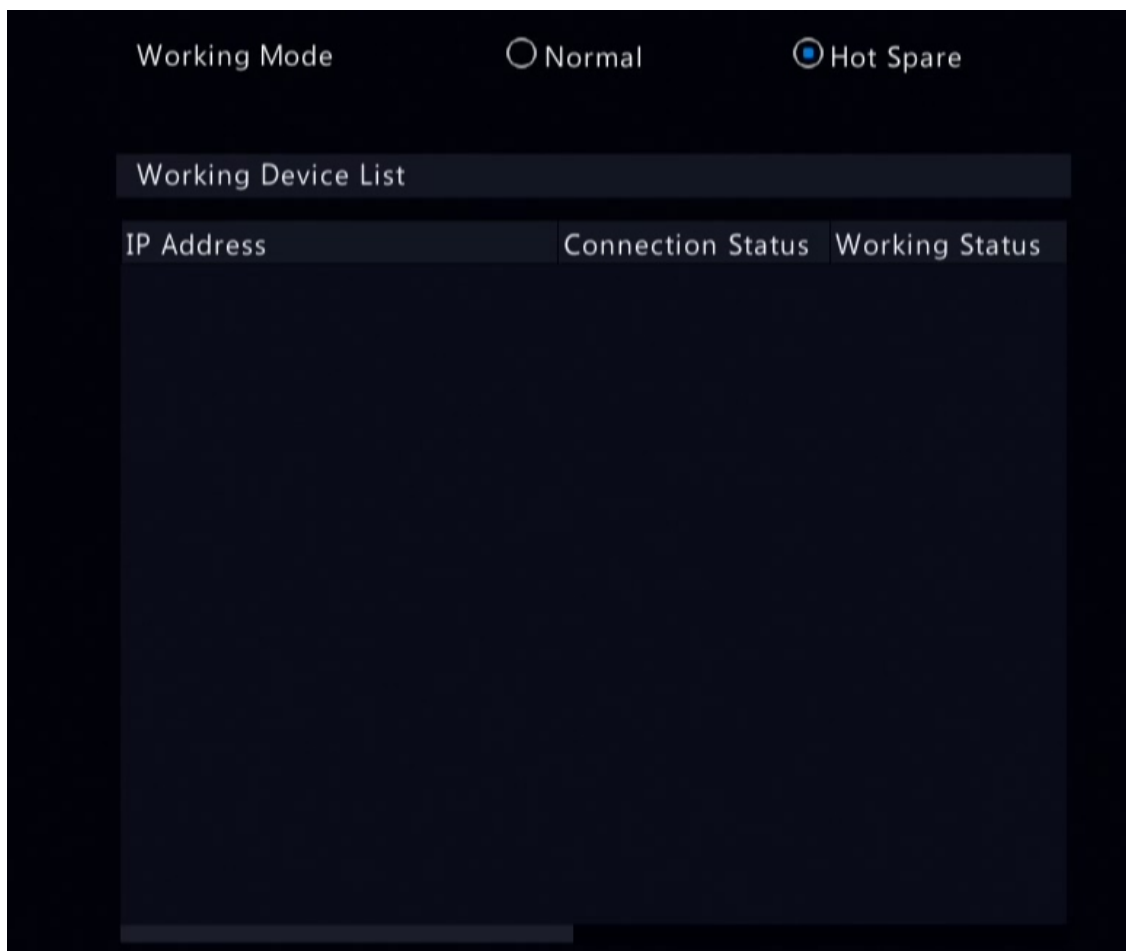 Working Mode Normal Hot Spare
Working Device List
IP Address Connection Status Working Status